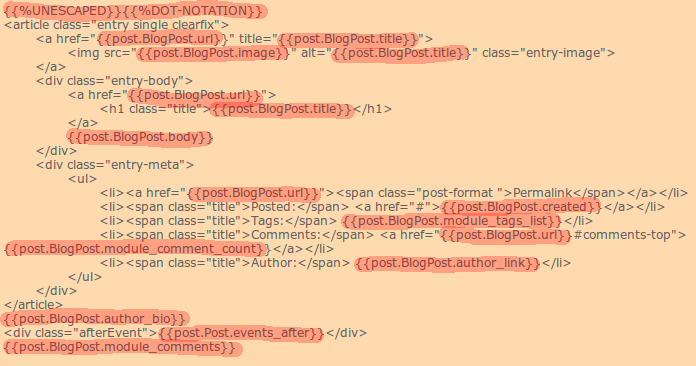 {{%UNESCAPED}}{{%DOT-NOTATION}}
<article class="entry single clearfix">
<a href="{{post.BlogPost.url}}" title="{{post.BlogPost.title}}">
<img src="{{post.BlogPost.image}}" alt="{{post.BlogPost.title}}" class="entry-image">
</a>
<div class="entry-body">
<a href="{{post.BlogPost.url}}">
<h1 class="title">{{post.BlogPost.title}}</h1>
</a>
{{post.BlogPost.body}}
</div>
<div class="entry-meta">
<ul>
<li><a href="{{post.BlogPost.url}}"><span class="post-format ">Permalink</span></a></li>
<li><span class="title">Posted:</span> <a href="#">{{post.BlogPost.created}}</a></li>
<li><span class="title">Tags:</span> {{post.BlogPost.module_tags_list}}</li>
<li><span class="title">Comments:</span> <a href="{{post.BlogPost.url}}#comments-top">
{{post.BlogPost.module_comment_count}}</a></li>
<li><span class="title">Author:</span> {{post.BlogPost.author_link}}</li>
</ul>
</div>
</article>
{{post.BlogPost.author_bio}}
<div class="afterEvent">{{post.Post.events_after}}</div>
{{post.BlogPost.module_comments}}